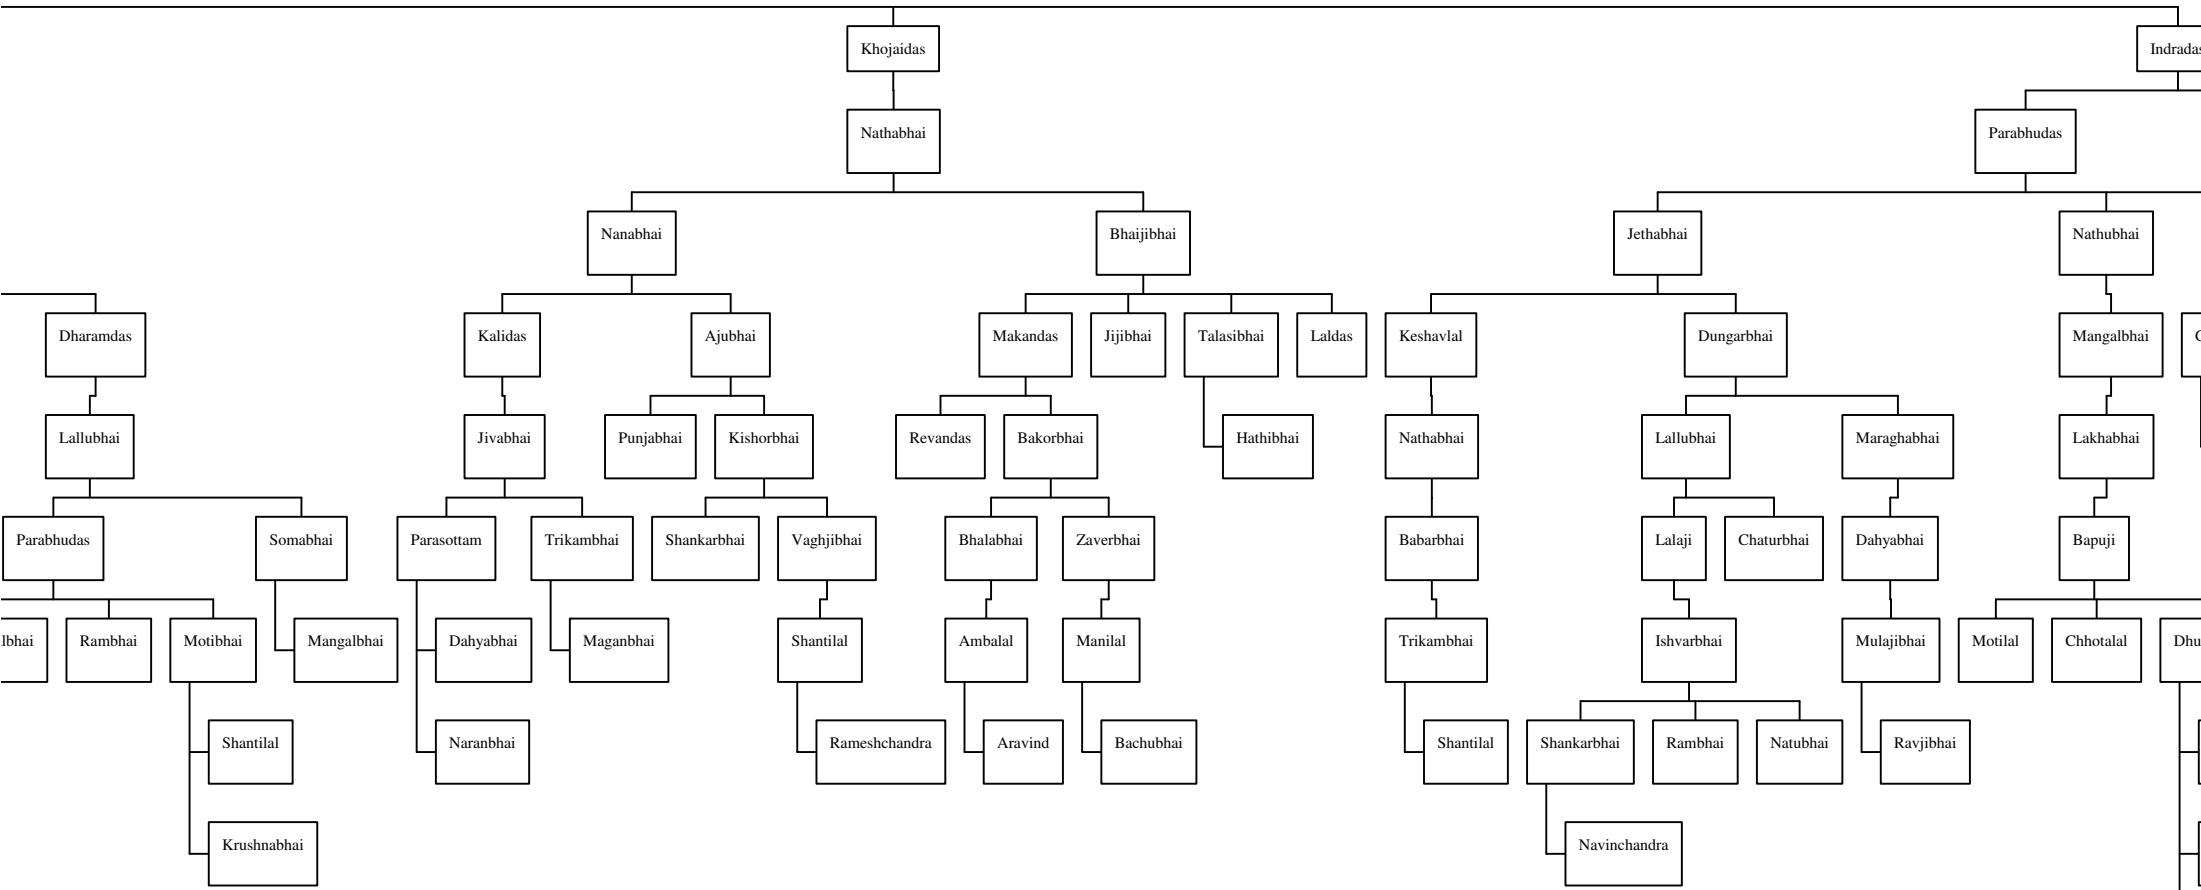 Khojaidas
Indradas
Nathabhai
Parabhudas
Nanabhai
Bhaijibhai
Jethabhai
Nathubhai
Dharamdas
Kalidas
Ajubhai
Makandas
Jijibhai
Talasibhai
Laldas
Keshavlal
Dungarbhai
Mangalbhai
Lallubhai
Jivabhai
Punjabhai
Kishorbhai
Revandas
Bakorbhai
Hathibhai
Nathabhai
Lallubhai
Maraghabhai
Lakhabhai
Parabhudas
Somabhai
Parasottam
Trikambhai
Shankarbhai
Vaghjibhai
Bhalabhai
Zaverbhai
Babarbhai
Lalaji
Chaturbhai
Dahyabhai
Bapuji
lbhai
Rambhai
Motibhai
Mangalbhai
Dahyabhai
Maganbhai
Shantilal
Ambalal
Manilal
Trikambhai
Ishvarbhai
Mulajibhai
Motilal
Chhotalal
Dhu
Shantilal
Naranbhai
Rameshchandra
Aravind
Bachubhai
Shantilal
Shankarbhai
Rambhai
Natubhai
Ravjibhai
Krushnabhai
Navinchandra